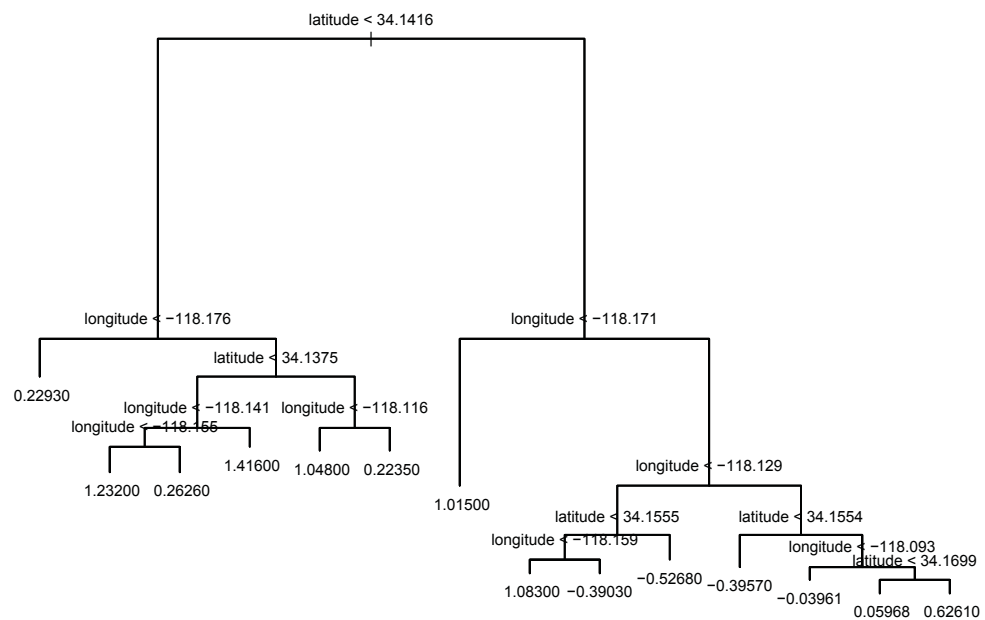 latitude < 34.1416
longitude < −118.176
longitude < −118.171
latitude < 34.1375
0.22930
longitude < −118.141
longitude < −118.116
longitude < −118.155
1.41600
1.04800
0.22350
1.23200
0.26260
1.01500
longitude < −118.129
latitude < 34.1555
latitude < 34.1554
longitude < −118.159
longitude < −118.093
latitude < 34.1699
−0.52680
−0.39570
1.08300
−0.39030
−0.03961
0.05968
0.62610